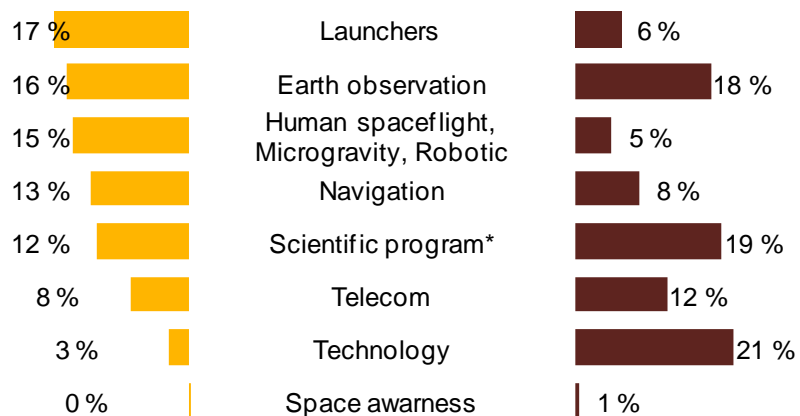 17 % Launchers 6 %
16 % Earth observation 18 %
Human spaceflight,
15 % Microgravity, Robotic 5 %
13 % Navigation 8 %
12 % Scientific program* 19 %
8 % Telecom 12 %
3 % Technology 21 %
0 % Space awarness 1 %